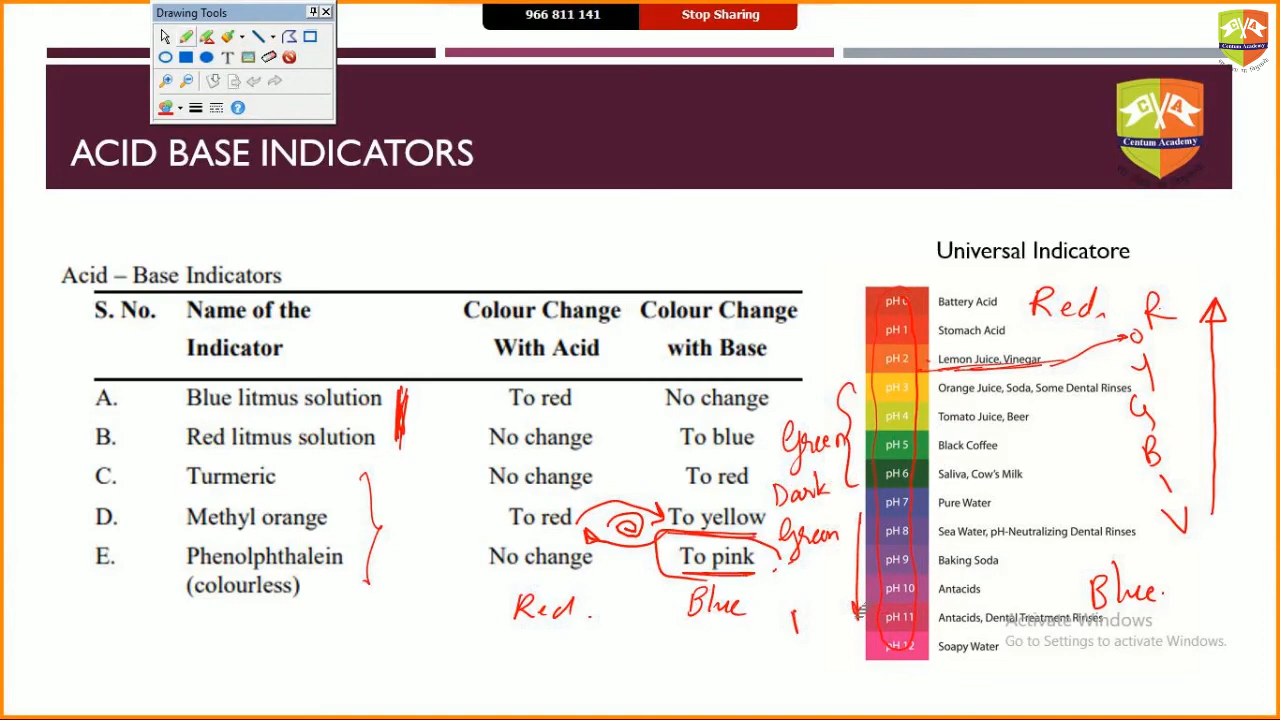 Drawing Tools
966 811 141
Stop Sharing
C A
Centum Academy
ACID BASE INDICATORS
C A
Centum Academy
Universal Indicatore
Acid – Base Indicators
S. No. Name of the Indicator Colour Change With Acid Colour Change with Base
A. Blue litmus solution To red No change
B. Red litmus solution No change To blue
C. Turmeric No change To red
D. Methyl orange To red To yellow
E. Phenolphthalein No change To pink
(colourless)
Red. Blue
Green
Dark
Green
pH 0 Battery Acid
pH 1 Stomach Acid
pH 2 Lemon Juice, Vinegar
pH 3 Orange Juice, Soda, Some Dental Rinses
pH 4 Tomato Juice, Beer
pH 5 Black Coffee
pH 6 Saliva, Cow's Milk
pH 7 Pure Water
pH 8 Sea Water, pH-Neutralizing Dental Rinses
pH 9 Baking Soda
pH 10 Antacids
pH 11 Antacids, Dental Treatment Rinses
pH 12 Soapy Water
Red,
R
O
Y
G
B
I
V
Blue.
Activate Windows
Go to Settings to activate Windows.